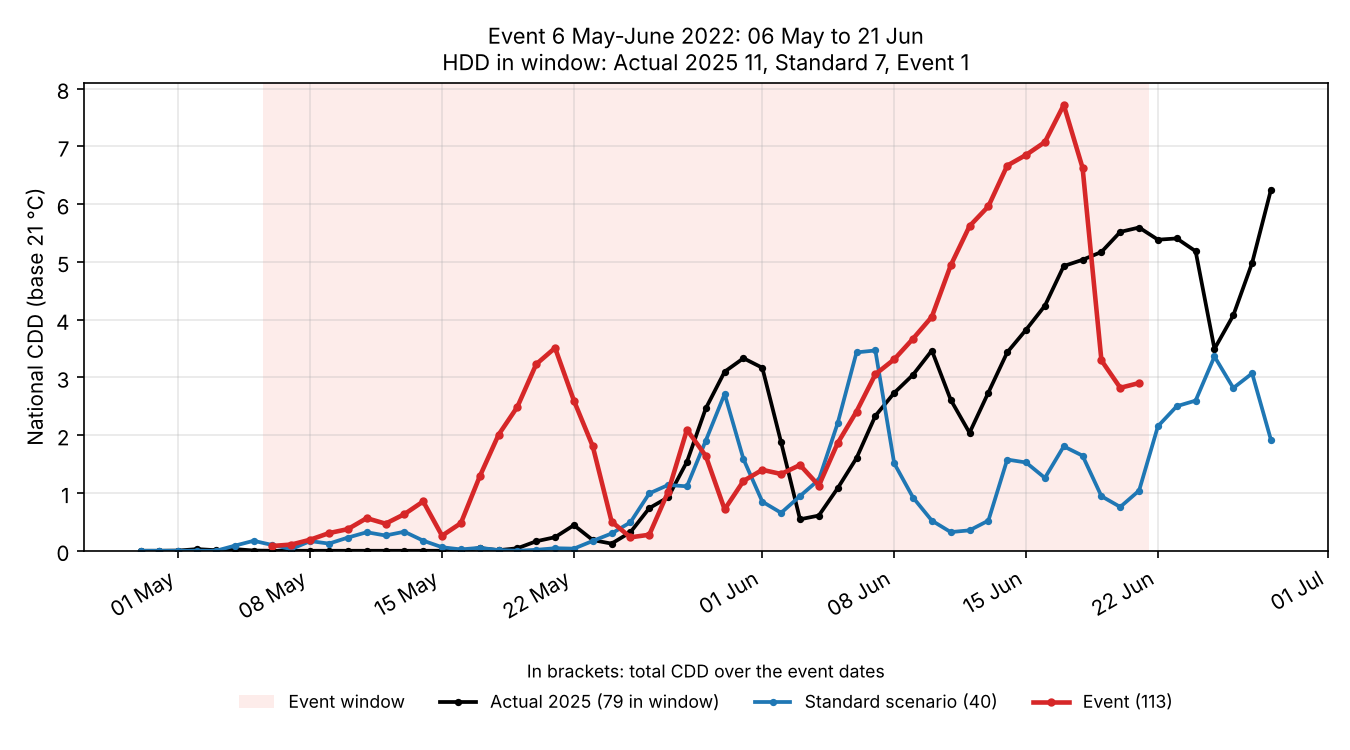 Event 6 May-June 2022: 06 May to 21 Jun
HDD in window: Actual 2025 11, Standard 7, Event 1
National CDD (base 21 °C)
8
7
6
5
4
3
2
1
0
01 May
08 May
15 May
22 May
01 Jun
08 Jun
15 Jun
22 Jun
01 Jul
In brackets: total CDD over the event dates
Event window
Actual 2025 (79 in window)
Standard scenario (40)
Event (113)